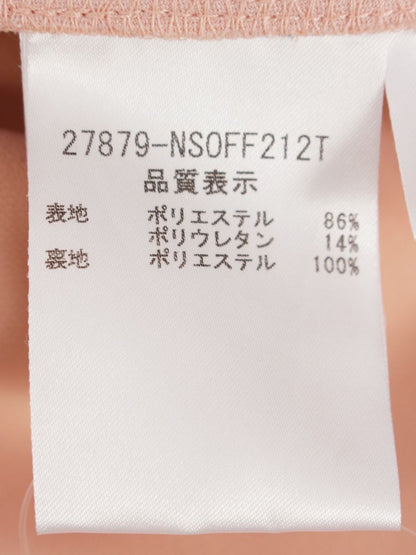 27879-NSOFF212T
品質表示
表地 ポリエステル 86%
ポリウレタン 14%
裏地 ポリエステル 100%